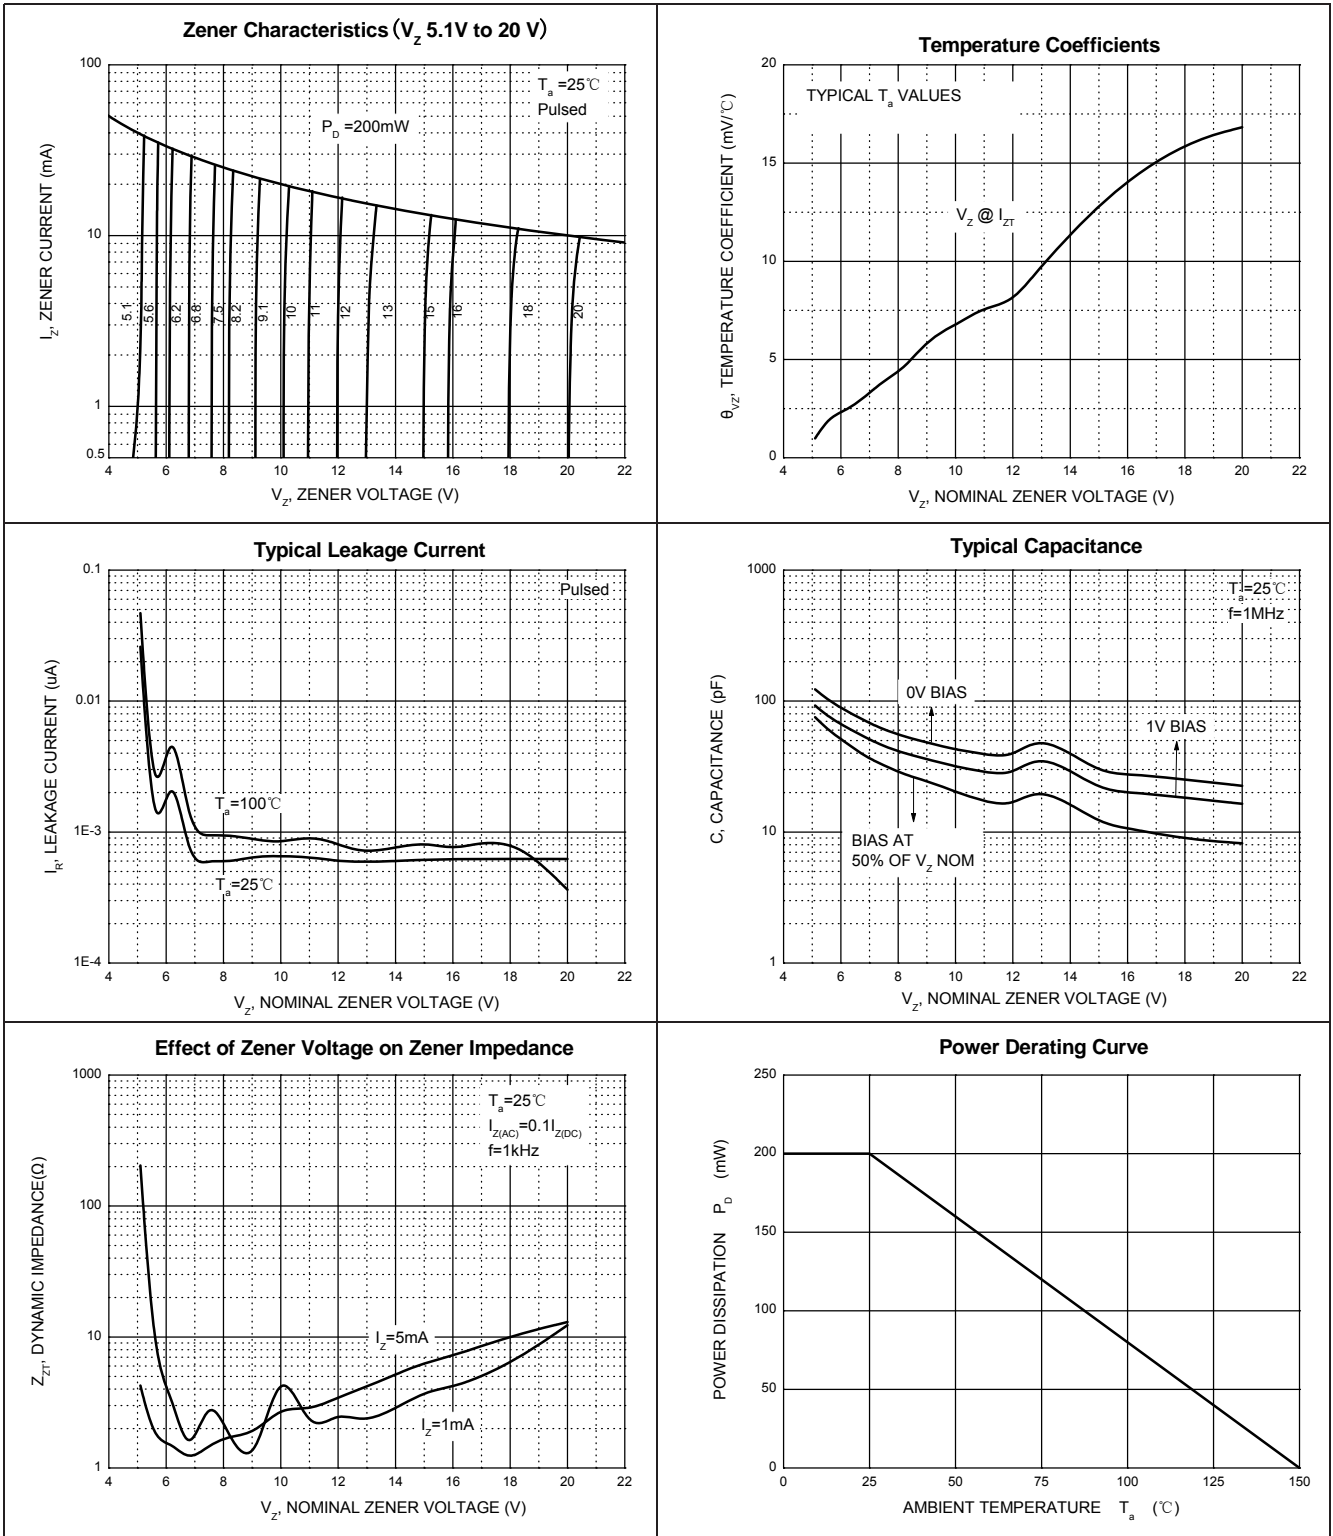 Zener Characteristics (VZ 5.1V to 20 V)
Ta=25℃
Pulsed
PD=200mW
IZ, ZENER CURRENT (mA)
100
10
1
0.5
5.1 5.6 6.2 6.8 7.5 8.2 9.1 10 11 12 13 15 16 18 20
4 6 8 10 12 14 16 18 20 22
VZ, ZENER VOLTAGE (V)
Temperature Coefficients
TYPICAL Ta VALUES
VZ @ IZT
θVZ, TEMPERATURE COEFFICIENT (mV/℃)
20
15
10
5
0
4 6 8 10 12 14 16 18 20 22
VZ, NOMINAL ZENER VOLTAGE (V)
Typical Leakage Current
Pulsed
IR, LEAKAGE CURRENT (uA)
0.1
0.01
1E-3
1E-4
Ta=100℃
Ta=25℃
4 6 8 10 12 14 16 18 20 22
VZ, NOMINAL ZENER VOLTAGE (V)
Typical Capacitance
Ta=25℃
f=1MHz
C, CAPACITANCE (pF)
1000
100
10
1
0V BIAS
1V BIAS
BIAS AT
50% OF VZ NOM
4 6 8 10 12 14 16 18 20 22
VZ, NOMINAL ZENER VOLTAGE (V)
Effect of Zener Voltage on Zener Impedance
Ta=25℃
IZ(AC)=0.1IZ(DC)
f=1kHz
ZZT, DYNAMIC IMPEDANCE(Ω)
1000
100
10
1
IZ=5mA
IZ=1mA
4 6 8 10 12 14 16 18 20 22
VZ, NOMINAL ZENER VOLTAGE (V)
Power Derating Curve
POWER DISSIPATION PD (mW)
250
200
150
100
50
0
0 25 50 75 100 125 150
AMBIENT TEMPERATURE Ta (℃)